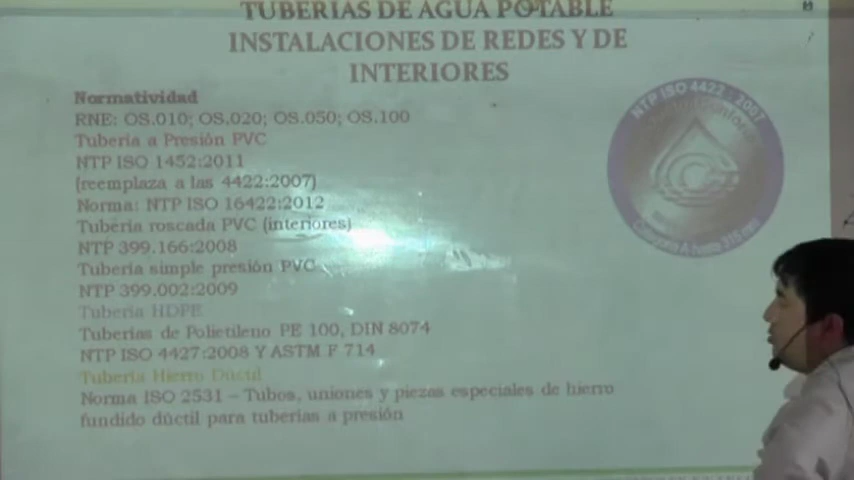 TUBERIAS DE AGUA POTABLE
INSTALACIONES DE REDES Y DE
INTERIORES
Normatividad
RNE: OS.010; OS.020; OS.050; OS.100
Tubería a Presión PVC
NTP ISO 1452:2011
(reemplaza a las 4422:2007)
Norma: NTP ISO 16422:2012
Tubería roscada PVC (interiores)
NTP 399.166:2008
Tubería simple presión PVC
NTP 399.002:2009
Tubería HDPE
Tuberías de Polietileno PE 100, DIN 8074
NTP ISO 4427:2008 Y ASTM F 714
Tubería Hierro Dúctil
Norma ISO 2531 – Tubos, uniones y piezas especiales de hierro
fundido dúctil para tuberías a presión
NTP ISO 4422 - 2007
hasta 315 mm